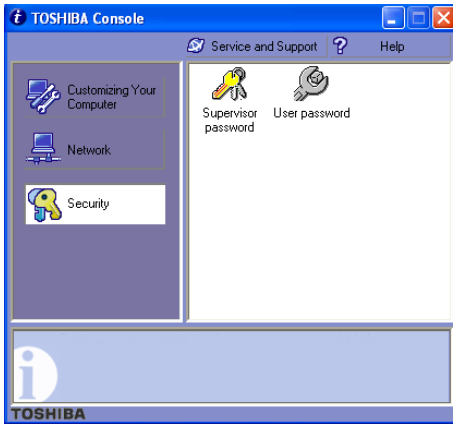 TOSHIBA Console
Service and Support
?
Help
Customizing Your
Computer
Network
Security
Supervisor
password
User password
TOSHIBA